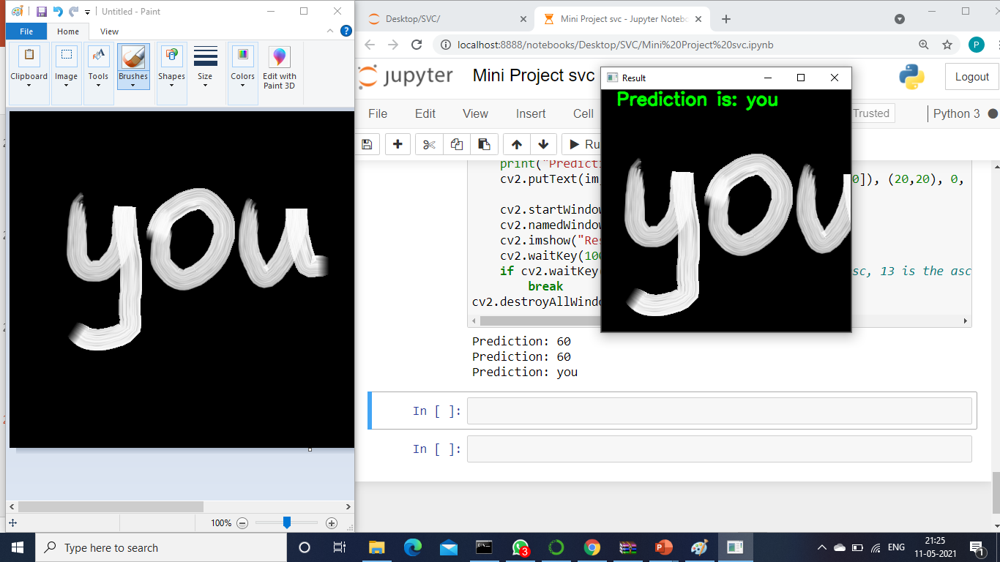 Untitled - Paint
File
Home
View
Clipboard
Image
Tools
Brushes
Shapes
Size
Colors
Edit with
Paint 3D
you
100%
Desktop/SVC/
Mini Project svc - Jupyter Notebo
localhost:8888/notebooks/Desktop/SVC/Mini%20Project%20svc.ipynb
P
jupyter
Mini Project svc
Logout
File
Edit
View
Insert
Cell
Trusted
Python 3
Ru
print("Predicti
cv2.putText(im, 0]), (20,20), 0,
cv2.startWindow
cv2.namedWindow
cv2.imshow("Res
cv2.waitKey(100
if cv2.waitKey( sc, 13 is the asc
break
cv2.destroyAllWindo
Prediction: 60
Prediction: 60
Prediction: you
In [ ]:
In [ ]:
Result
Prediction is: you
you
Type here to search
3
ENG
21:25
11-05-2021
1